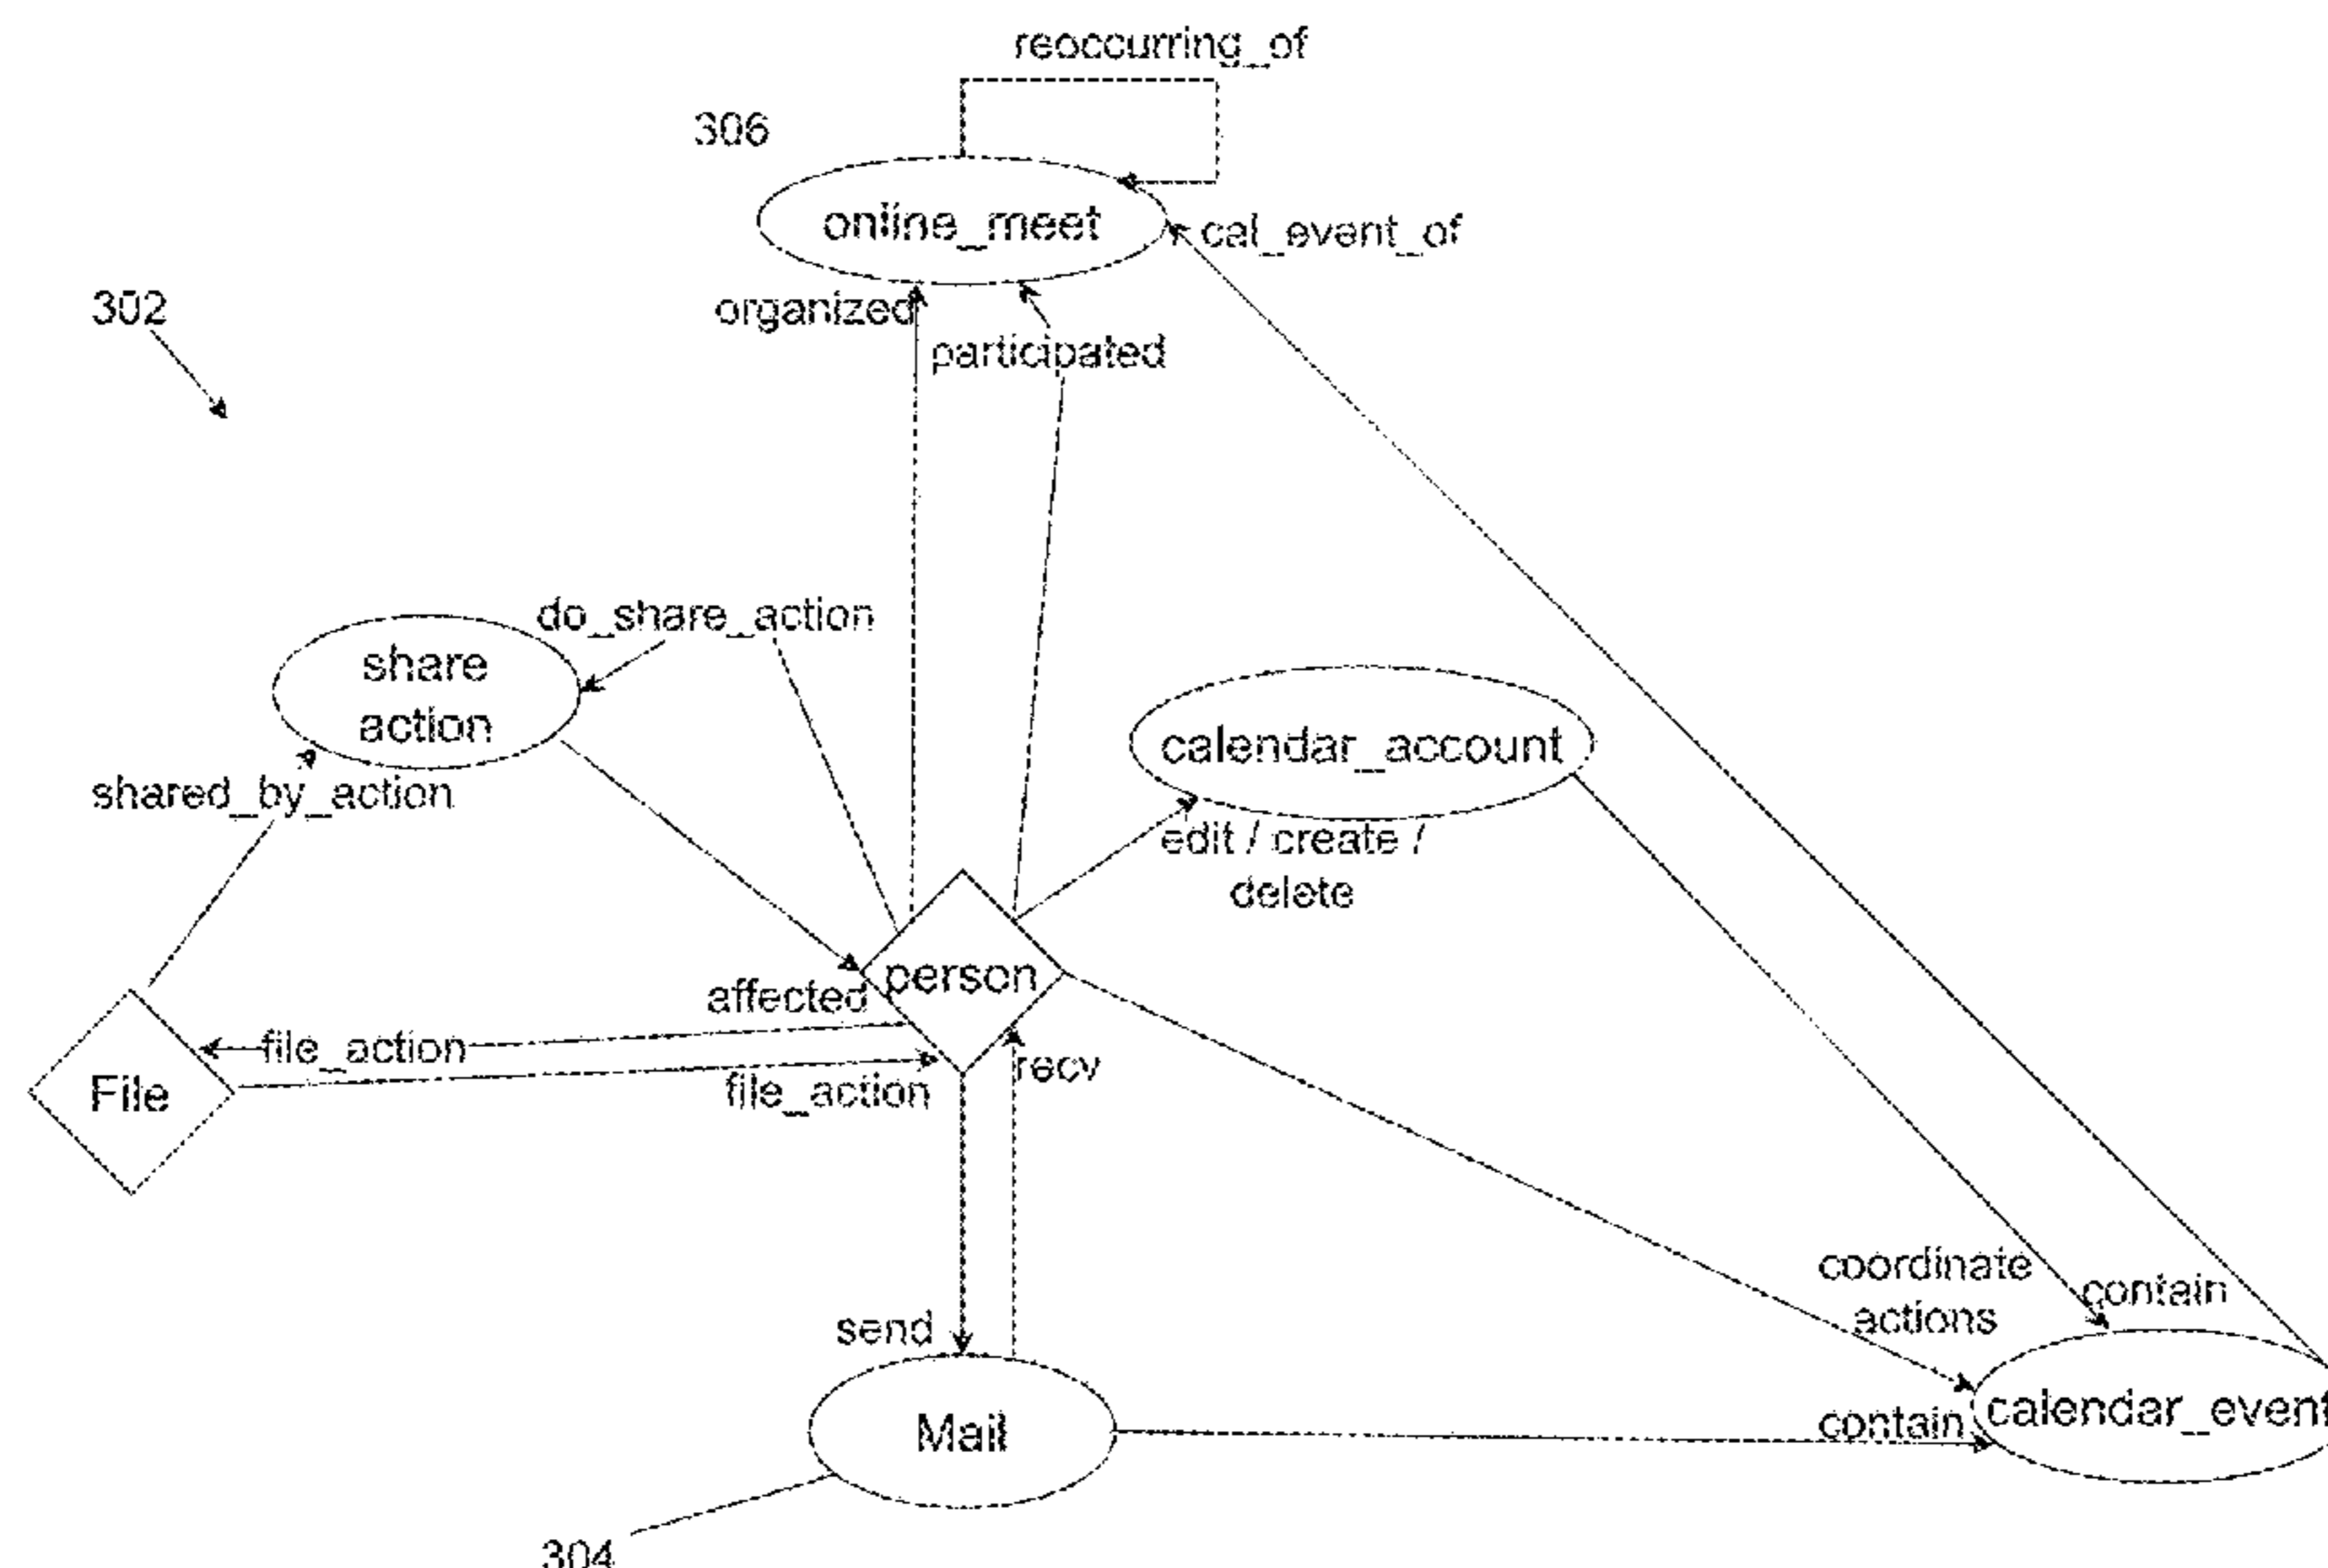 reoccurring_of
306
online_meet
cal_event_of
302
organized
participated
do_share_action
share
action
calendar_account
shared_by_action
edit / create /
delete
person
affected
file_action
recv
File
file_action
coordinate
actions
contain
send
Mail
contain
calendar_event
304